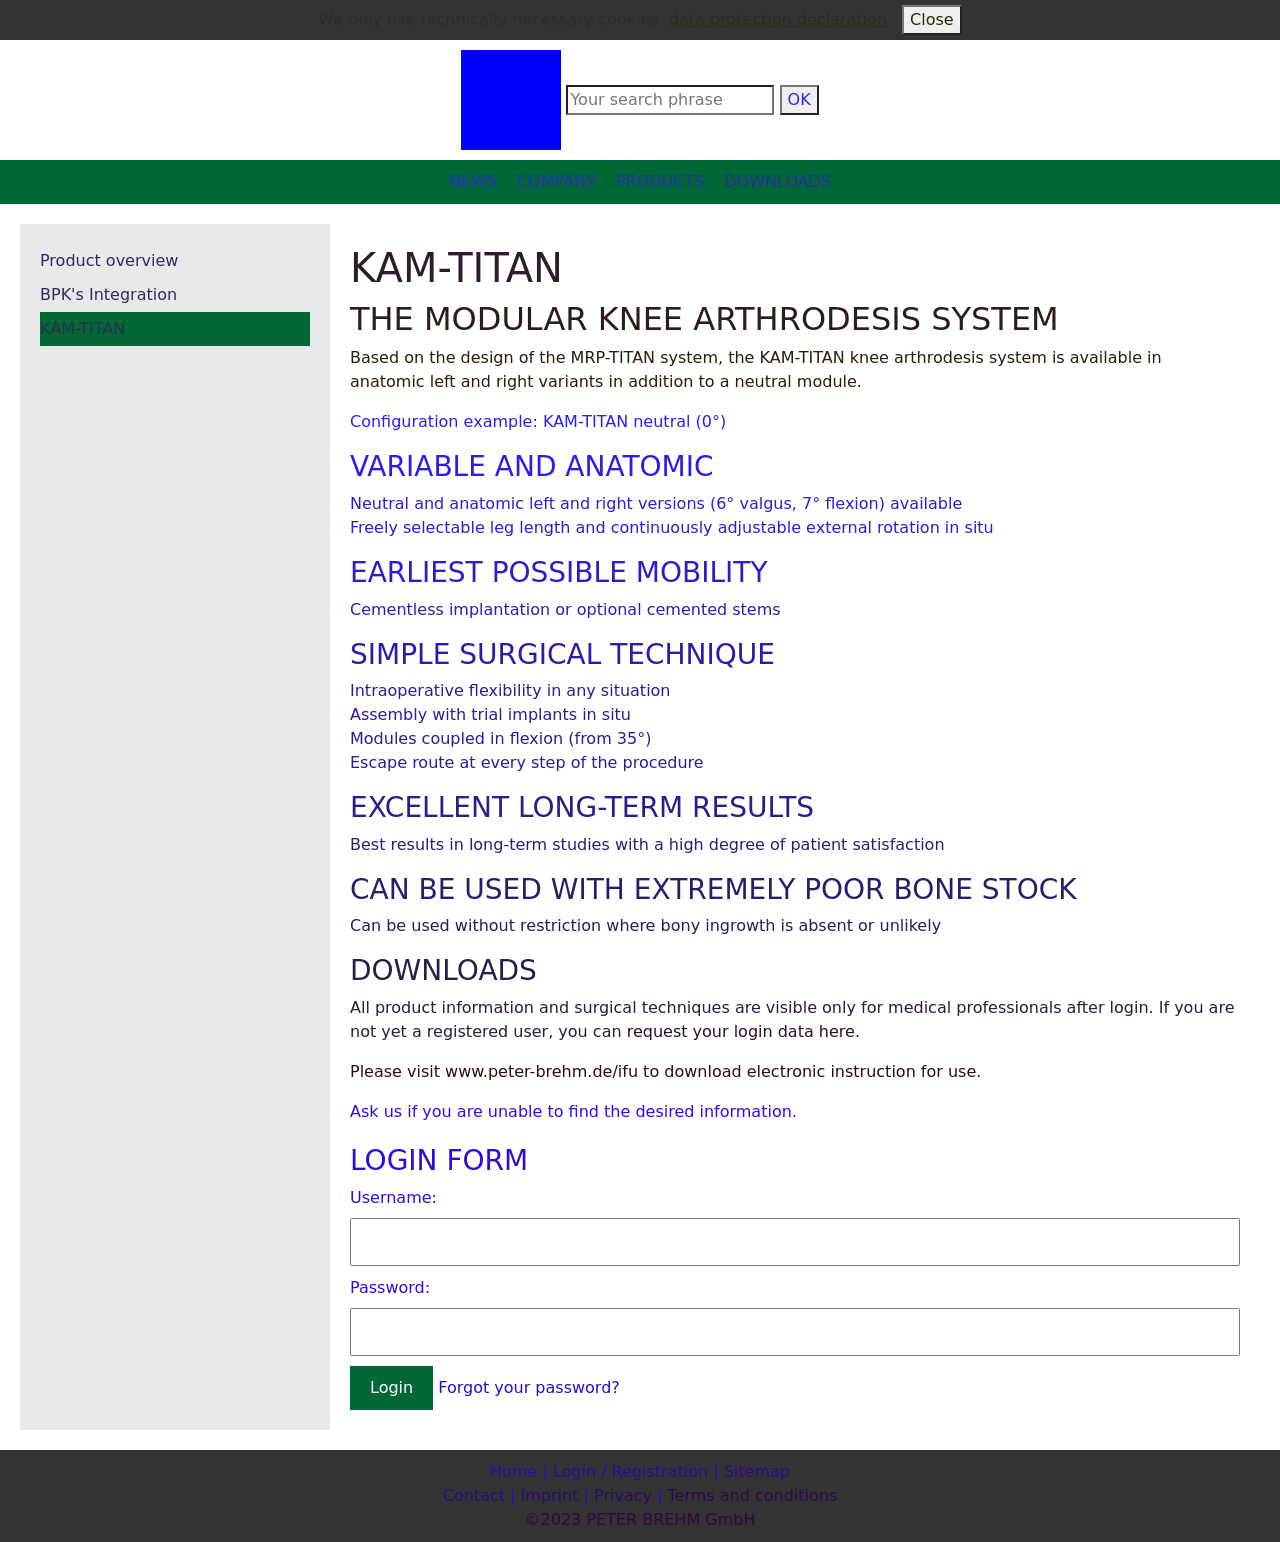 We only use technically necessary cookies. data protection declaration Close
Your search phrase OK
NEWS COMPANY PRODUCTS DOWNLOADS
Product overview
BPK's Integration
KAM-TITAN
KAM-TITAN
THE MODULAR KNEE ARTHRODESIS SYSTEM
Based on the design of the MRP-TITAN system, the KAM-TITAN knee arthrodesis system is available in
anatomic left and right variants in addition to a neutral module.
Configuration example: KAM-TITAN neutral (0°)
VARIABLE AND ANATOMIC
Neutral and anatomic left and right versions (6° valgus, 7° flexion) available
Freely selectable leg length and continuously adjustable external rotation in situ
EARLIEST POSSIBLE MOBILITY
Cementless implantation or optional cemented stems
SIMPLE SURGICAL TECHNIQUE
Intraoperative flexibility in any situation
Assembly with trial implants in situ
Modules coupled in flexion (from 35°)
Escape route at every step of the procedure
EXCELLENT LONG-TERM RESULTS
Best results in long-term studies with a high degree of patient satisfaction
CAN BE USED WITH EXTREMELY POOR BONE STOCK
Can be used without restriction where bony ingrowth is absent or unlikely
DOWNLOADS
All product information and surgical techniques are visible only for medical professionals after login. If you are
not yet a registered user, you can request your login data here.
Please visit www.peter-brehm.de/ifu to download electronic instruction for use.
Ask us if you are unable to find the desired information.
LOGIN FORM
Username:
Password:
Login Forgot your password?
Home | Login / Registration | Sitemap
Contact | Imprint | Privacy | Terms and conditions
©2023 PETER BREHM GmbH